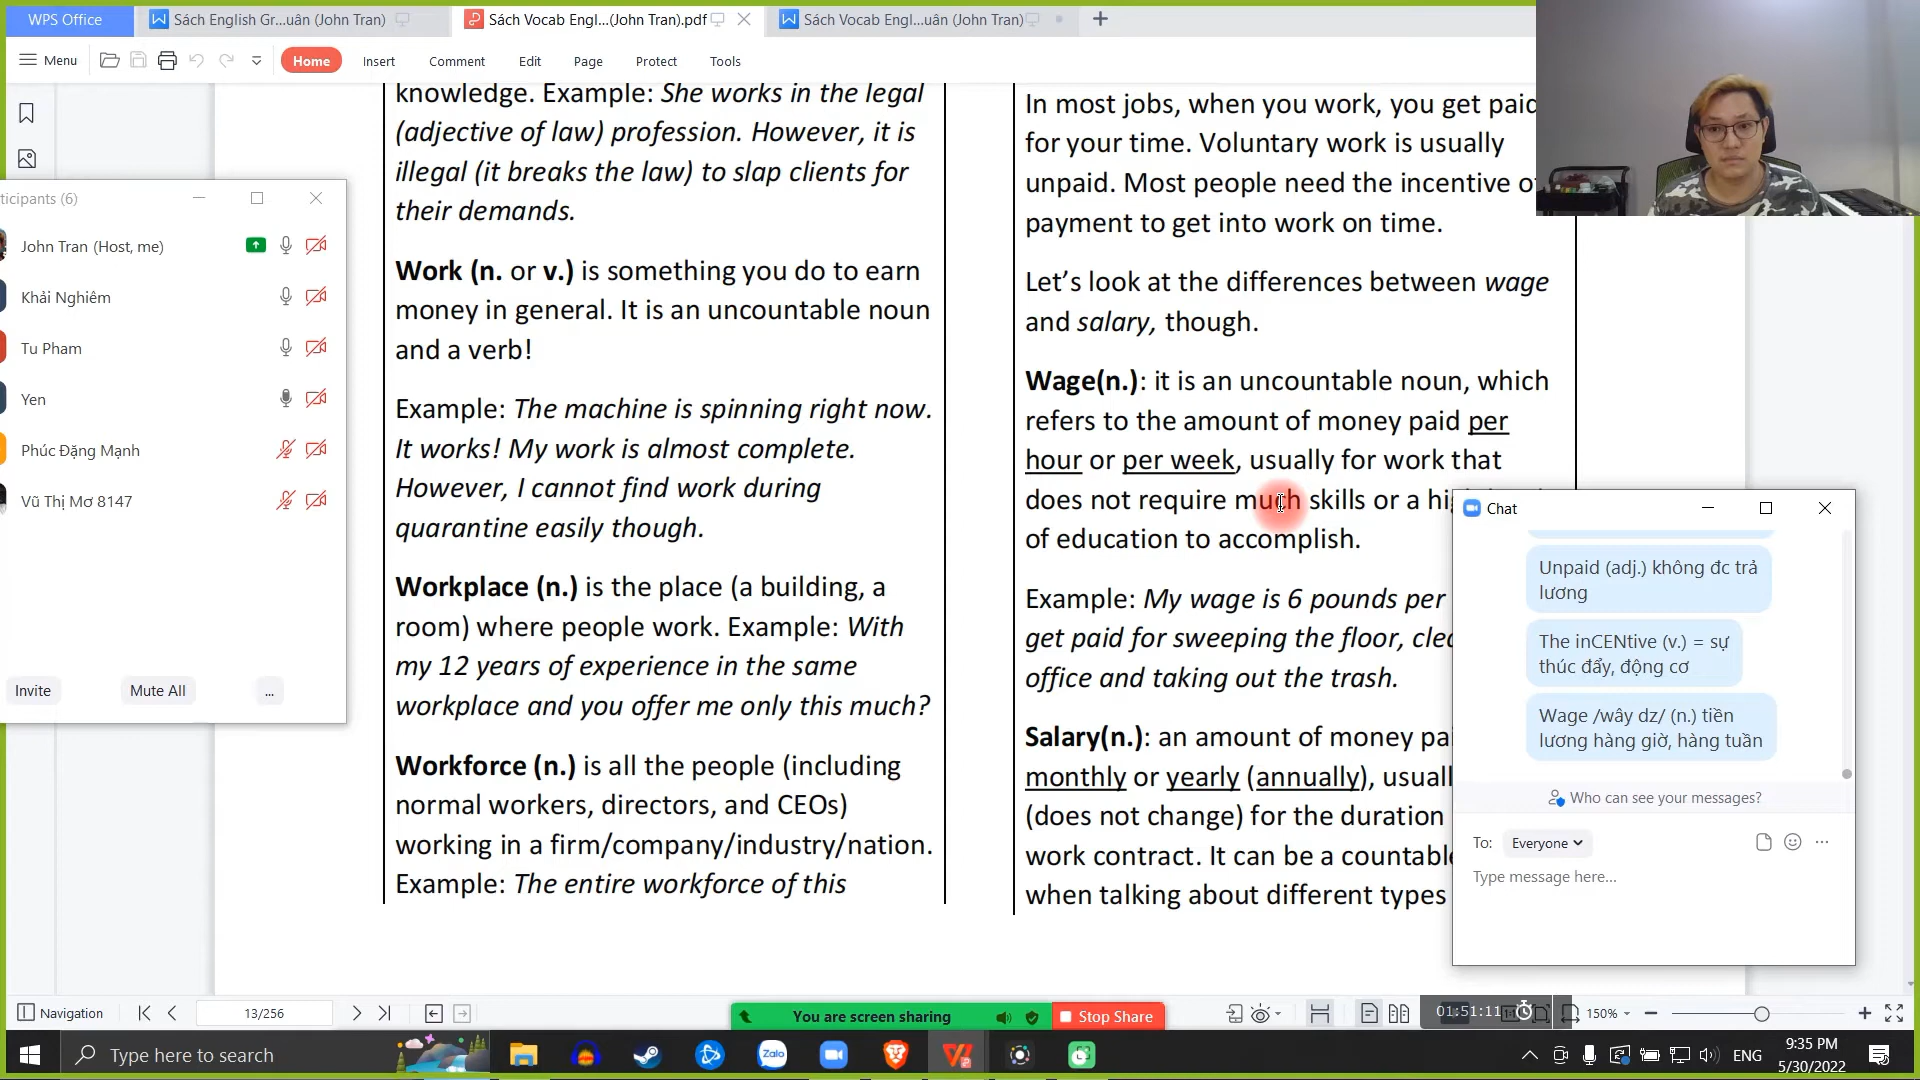 WPS Office
Sách English Gr...uân (John Tran)
Sách Vocab Engl...(John Tran).pdf
Sách Vocab Engl...uân (John Tran)
Menu
Home
Insert
Comment
Edit
Page
Protect
Tools
knowledge. Example: She works in the legal
(adjective of law) profession. However, it is
illegal (it breaks the law) to slap clients for
their demands.
Work (n. or v.) is something you do to earn
money in general. It is an uncountable noun
and a verb!
Example: The machine is spinning right now.
It works! My work is almost complete.
However, I cannot find work during
quarantine easily though.
Workplace (n.) is the place (a building, a
room) where people work. Example: With
my 12 years of experience in the same
workplace and you offer me only this much?
Workforce (n.) is all the people (including
normal workers, directors, and CEOs)
working in a firm/company/industry/nation.
Example: The entire workforce of this
In most jobs, when you work, you get paid
for your time. Voluntary work is usually
unpaid. Most people need the incentive of
payment to get into work on time.
Let’s look at the differences between wage
and salary, though.
Wage(n.): it is an uncountable noun, which
refers to the amount of money paid per
hour or per week, usually for work that
does not require much skills or a hi
of education to accomplish.
Example: My wage is 6 pounds per
get paid for sweeping the floor, clea
office and taking out the trash.
Salary(n.): an amount of money pai
monthly or yearly (annually), usuall
(does not change) for the duration
work contract. It can be a countable
when talking about different types
ticipants (6)
John Tran (Host, me)
Khải Nghiêm
Tu Pham
Yen
Phúc Đặng Mạnh
Vũ Thị Mơ 8147
Invite
Mute All
...
Chat
Unpaid (adj.) không đc trả
lương
The inCENtive (v.) = sự
thúc đẩy, động cơ
Wage /wây dz/ (n.) tiền
lương hàng giờ, hàng tuần
Who can see your messages?
To:
Everyone
Type message here...
Navigation
13/256
You are screen sharing
Stop Share
01:51:11
150%
Type here to search
Zalo
ENG
9:35 PM
5/30/2022